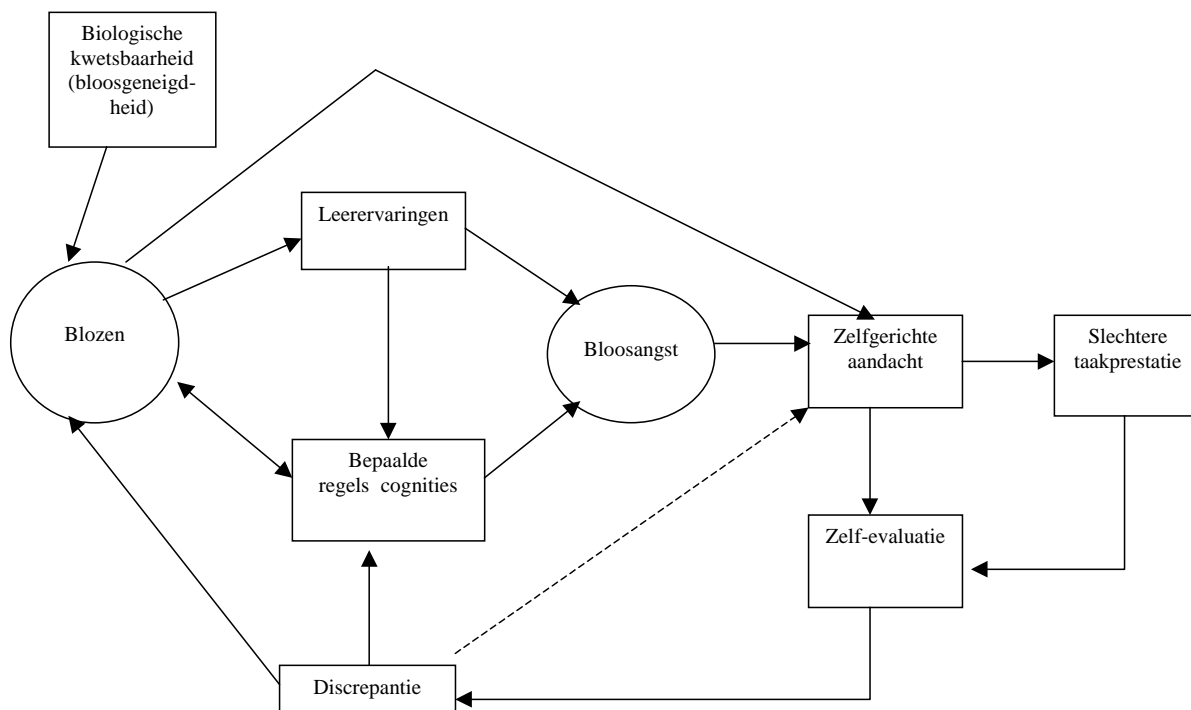 Biologische
kwetsbaarheid
(bloosgeneigd-
heid)
Leerervaringen
Blozen
Bloosangst
Zelfgerichte
aandacht
Slechtere
taakprestatie
Bepaalde
regels cognities
Zelf-evaluatie
Discrepantie